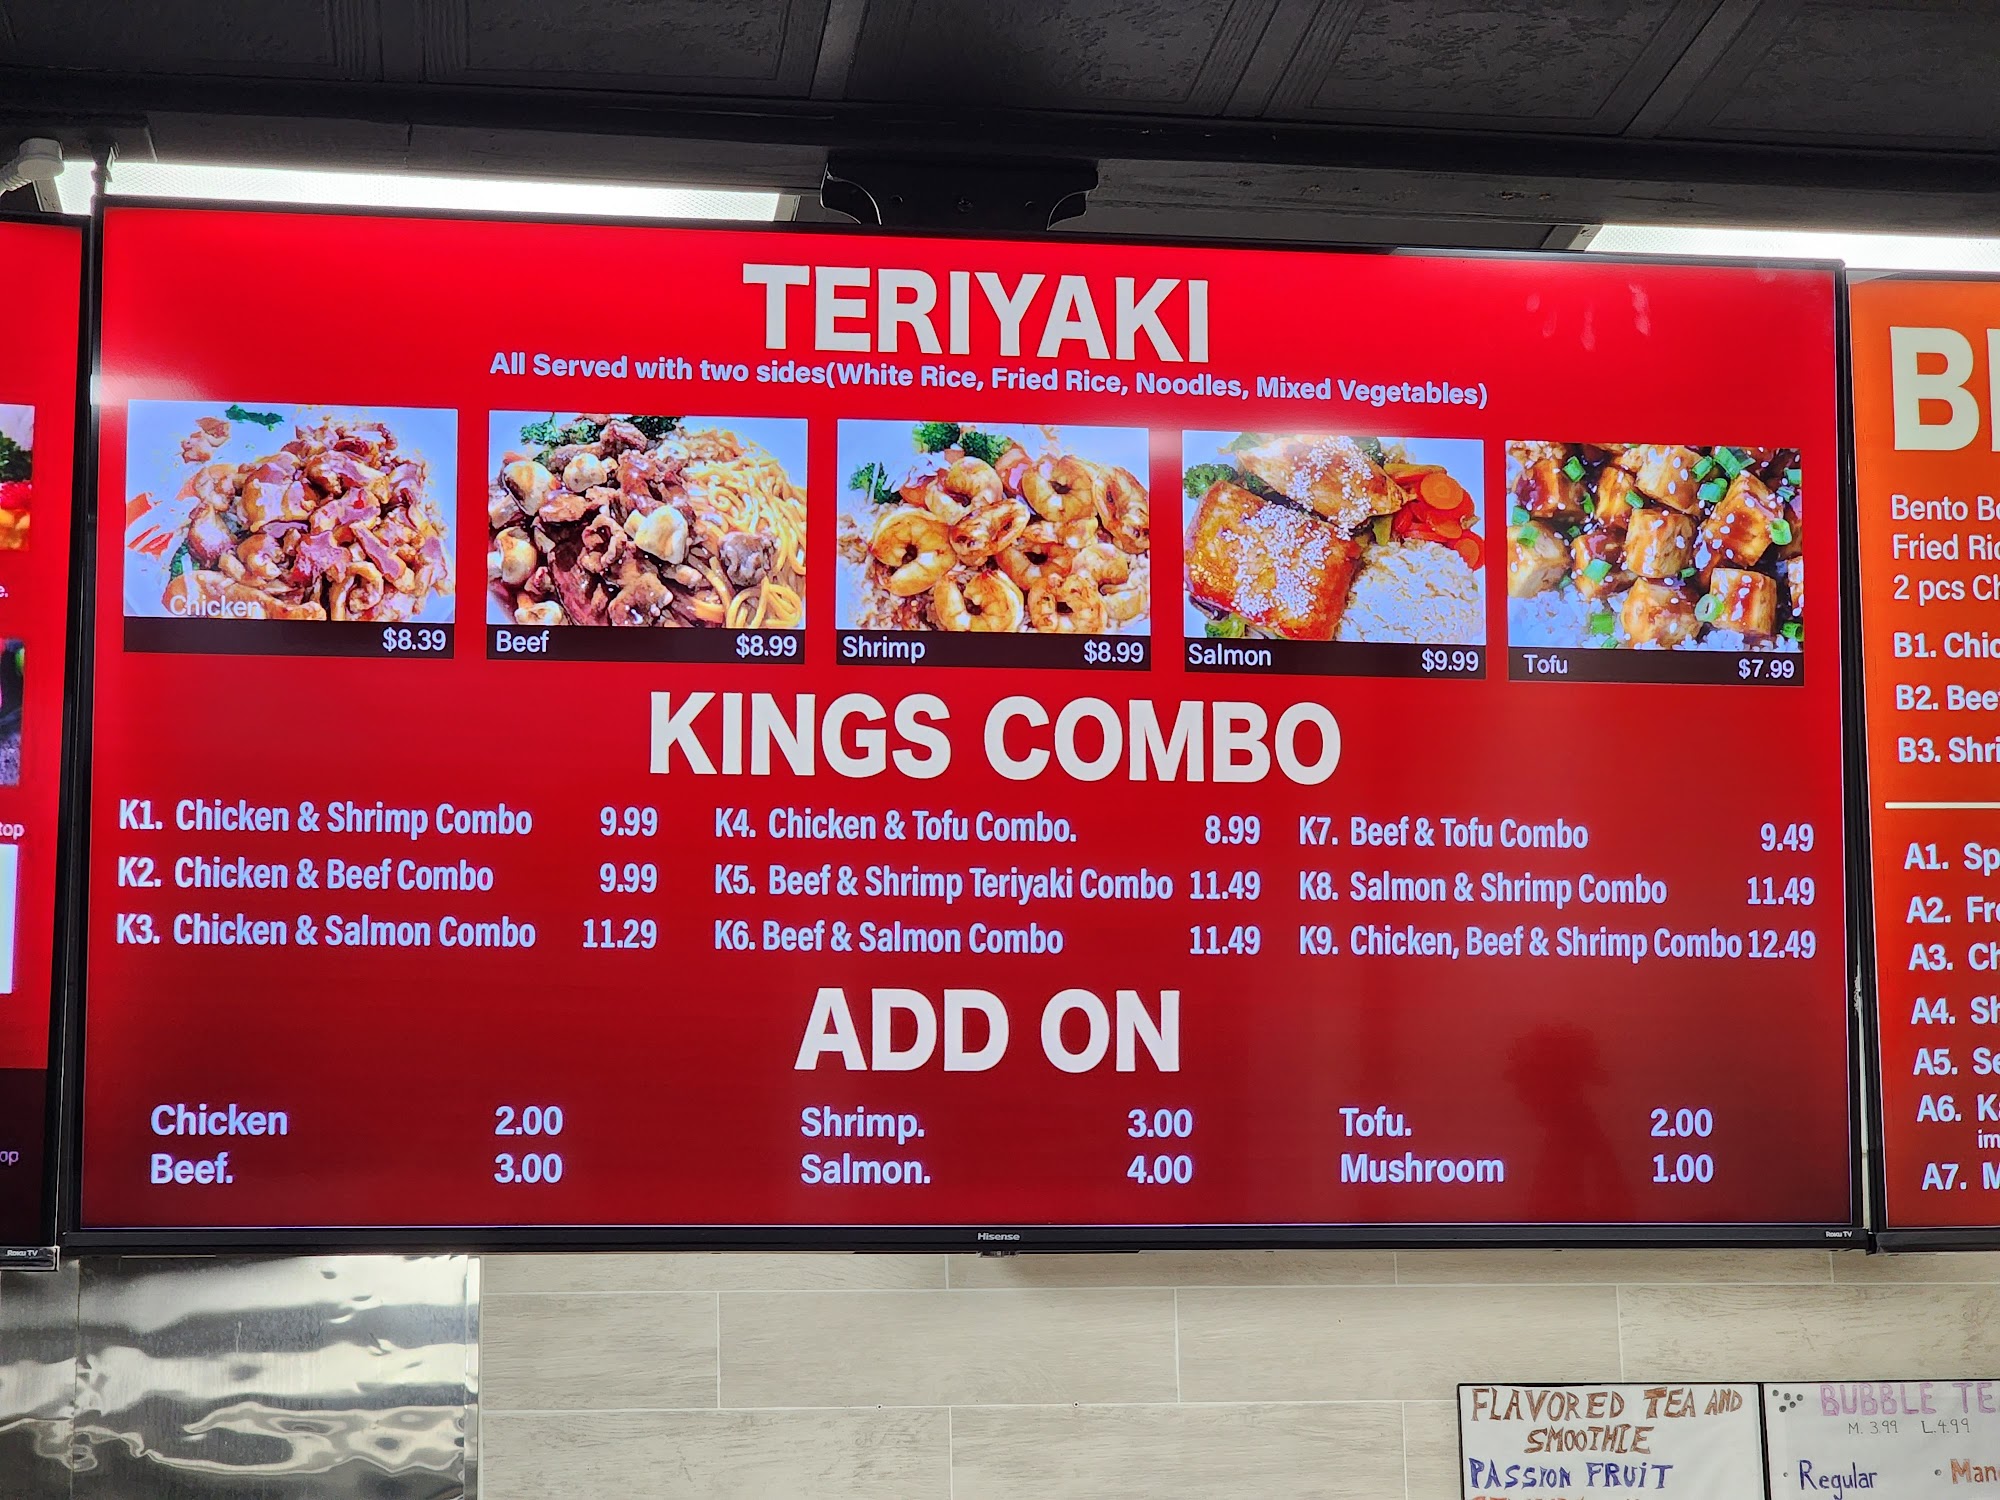 TERIYAKI
All Served with two sides(White Rice, Fried Rice, Noodles, Mixed Vegetables)
Chicken $8.39
Beef $8.99
Shrimp $8.99
Salmon $9.99
Tofu $7.99
KINGS COMBO
K1. Chicken & Shrimp Combo 9.99
K2. Chicken & Beef Combo 9.99
K3. Chicken & Salmon Combo 11.29
K4. Chicken & Tofu Combo. 8.99
K5. Beef & Shrimp Teriyaki Combo 11.49
K6. Beef & Salmon Combo 11.49
K7. Beef & Tofu Combo 9.49
K8. Salmon & Shrimp Combo 11.49
K9. Chicken, Beef & Shrimp Combo 12.49
ADD ON
Chicken 2.00
Beef. 3.00
Shrimp. 3.00
Salmon. 4.00
Tofu. 2.00
Mushroom 1.00
Hisense
Roku TV
Roku TV
Bento
Fried
2 pcs
B1.
B2.
B3.
A1.
A2.
A3.
A4.
A5.
A6.
A7.
FLAVORED TEA AND
SMOOTHIE
PASSION FRUIT
BUBBLE
M. 3.99 L.4.99
Regular